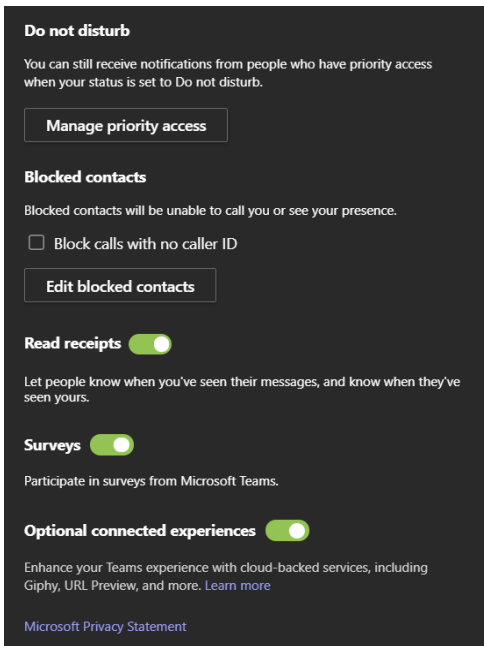 Do not disturb
You can still receive notifications from people who have priority access
when your status is set to Do not disturb.
Manage priority access
Blocked contacts
Blocked contacts will be unable to call you or see your presence.
Block calls with no caller ID
Edit blocked contacts
Read receipts
Let people know when you've seen their messages, and know when they've
seen yours.
Surveys
Participate in surveys from Microsoft Teams.
Optional connected experiences
Enhance your Teams experience with cloud-backed services, including
Giphy, URL Preview, and more. Learn more
Microsoft Privacy Statement